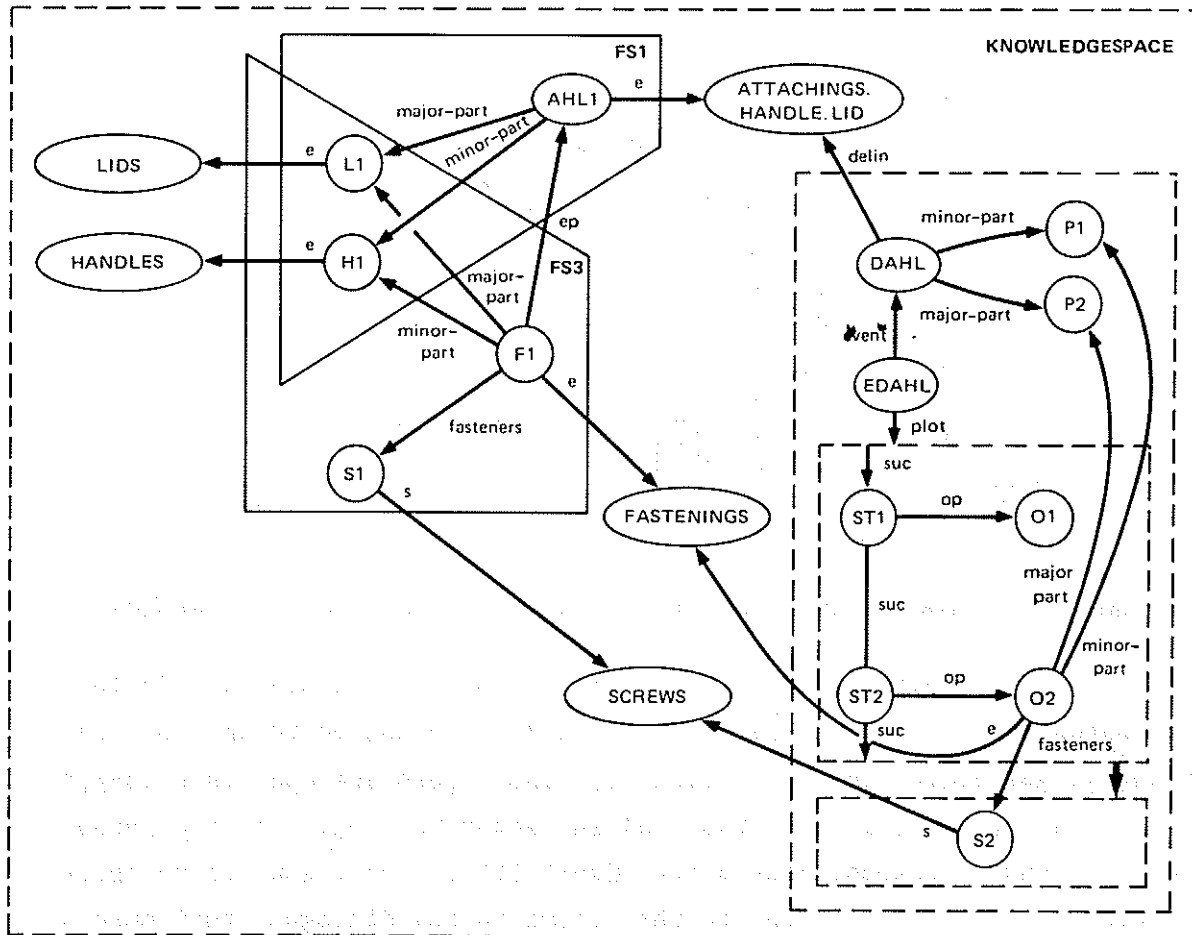 KNOWLEDGESPACE
FS1
AHL1
e
ATTACHINGS.
HANDLE.LID
major-part
minor-part
delin
LIDS
e
L1
ep
HANDLES
e
H1
FS3
major-
part
minor-
part
F1
e
fasteners
S1
s
FASTENINGS
SCREWS
minor-part
P1
DAHL
major-part
P2
EDAHL
plot
suc
ST1
op
O1
suc
major
part
minor-
part
ST2
op
O2
suc
e
fasteners
s
S2